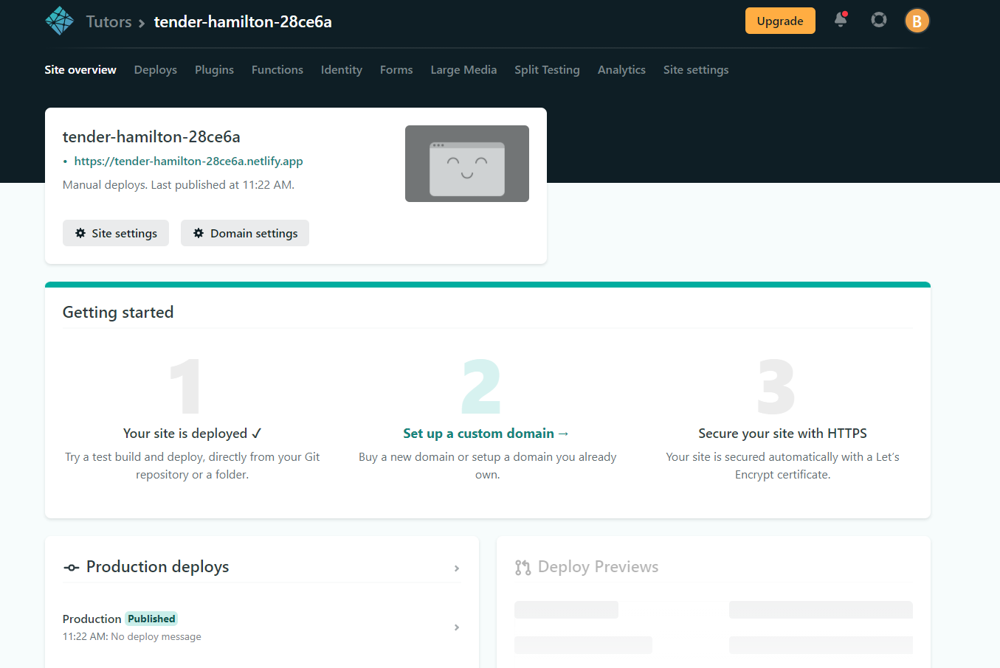 Tutors > tender-hamilton-28ce6a
Upgrade
B
Site overview Deploys Plugins Functions Identity Forms Large Media Split Testing Analytics Site settings
tender-hamilton-28ce6a
• https://tender-hamilton-28ce6a.netlify.app
Manual deploys. Last published at 11:22 AM.
Site settings
Domain settings
Getting started
1
Your site is deployed ✓
Try a test build and deploy, directly from your Git
repository or a folder.
2
Set up a custom domain →
Buy a new domain or setup a domain you already
own.
3
Secure your site with HTTPS
Your site is secured automatically with a Let’s
Encrypt certificate.
Production deploys
Production Published
11:22 AM: No deploy message
Deploy Previews